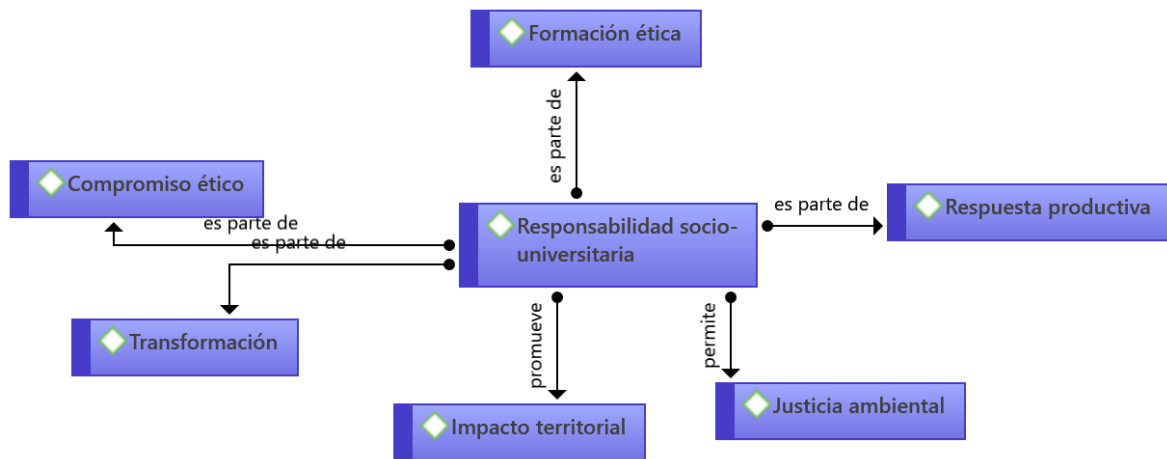 Formación ética
es parte de
Compromiso ético
es parte de
es parte de
Responsabilidad socio-
universitaria
es parte de
Respuesta productiva
Transformación
promueve
permite
Impacto territorial
Justicia ambiental